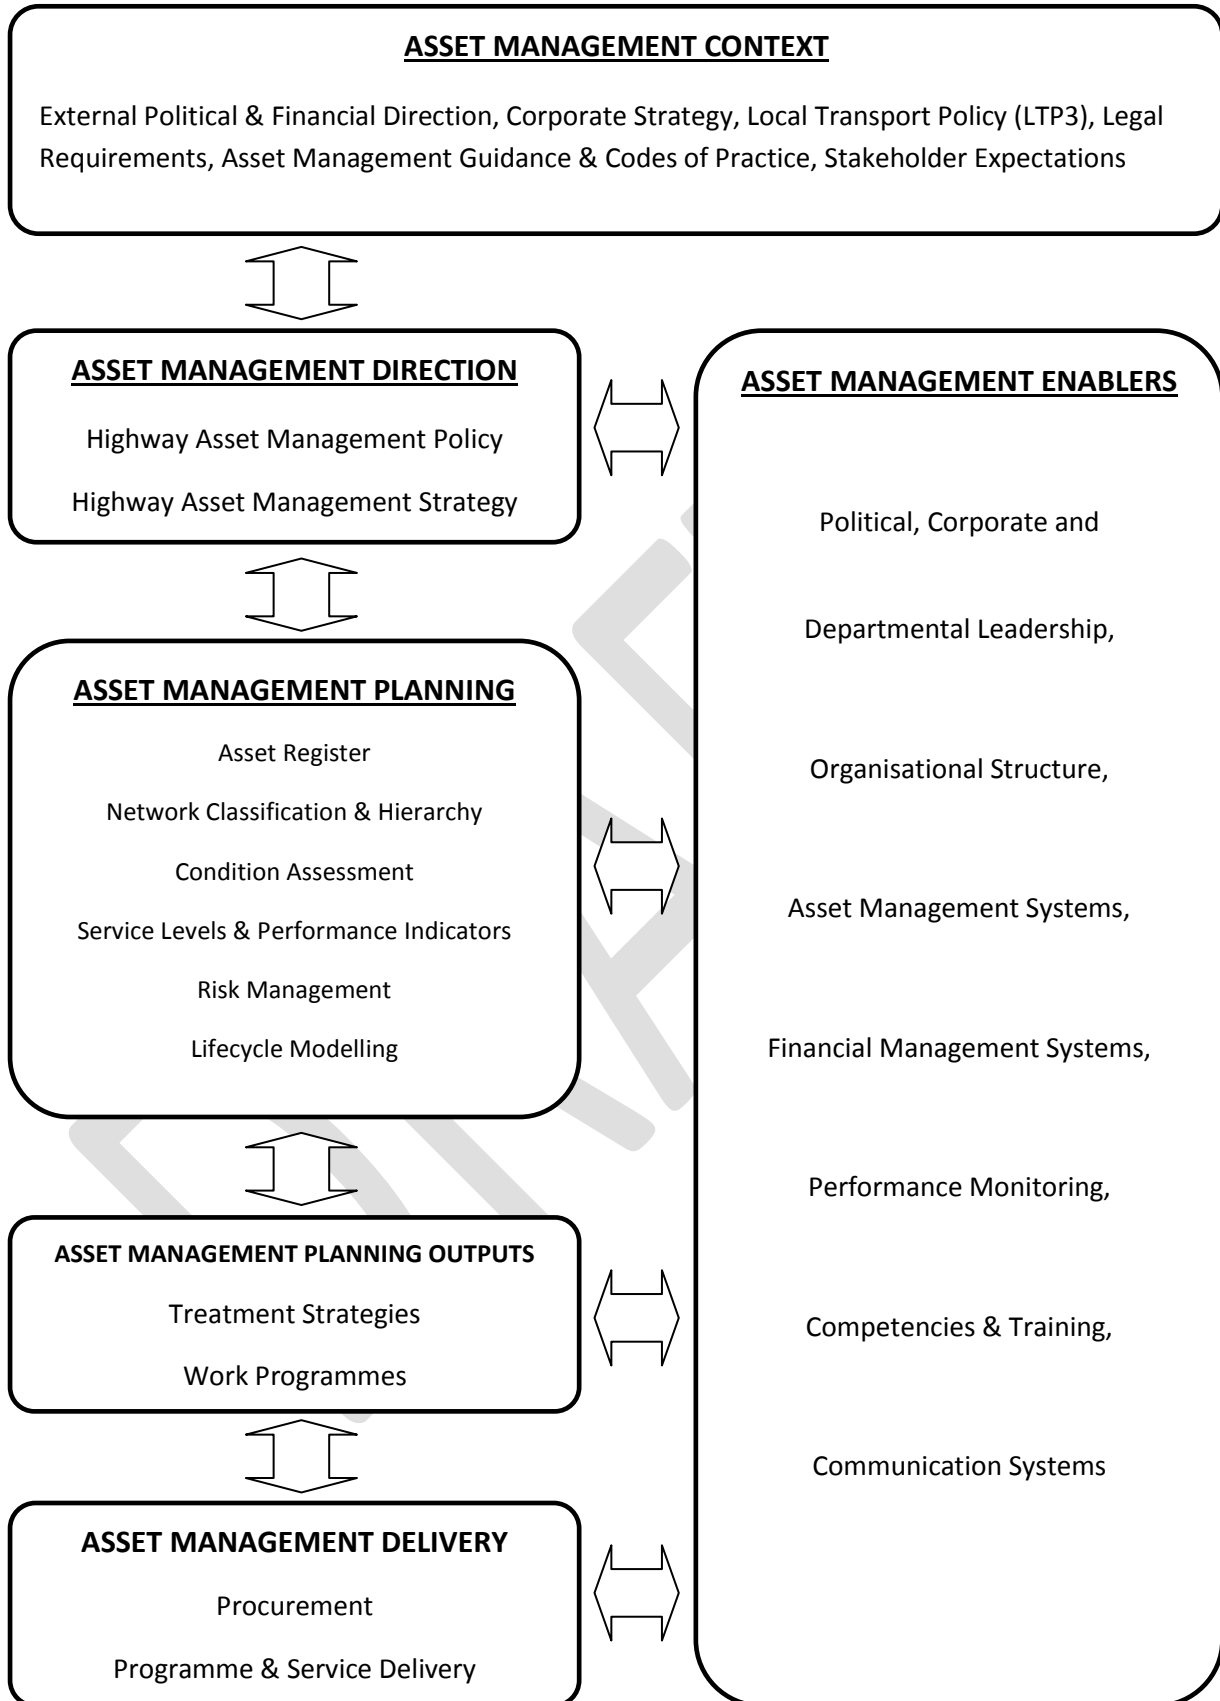 ASSET MANAGEMENT CONTEXT
External Political & Financial Direction, Corporate Strategy, Local Transport Policy (LTP3), Legal
Requirements, Asset Management Guidance & Codes of Practice, Stakeholder Expectations
ASSET MANAGEMENT DIRECTION
Highway Asset Management Policy
Highway Asset Management Strategy
ASSET MANAGEMENT PLANNING
Asset Register
Network Classification & Hierarchy
Condition Assessment
Service Levels & Performance Indicators
Risk Management
Lifecycle Modelling
ASSET MANAGEMENT PLANNING OUTPUTS
Treatment Strategies
Work Programmes
ASSET MANAGEMENT DELIVERY
Procurement
Programme & Service Delivery
ASSET MANAGEMENT ENABLERS
Political, Corporate and
Departmental Leadership,
Organisational Structure,
Asset Management Systems,
Financial Management Systems,
Performance Monitoring,
Competencies & Training,
Communication Systems